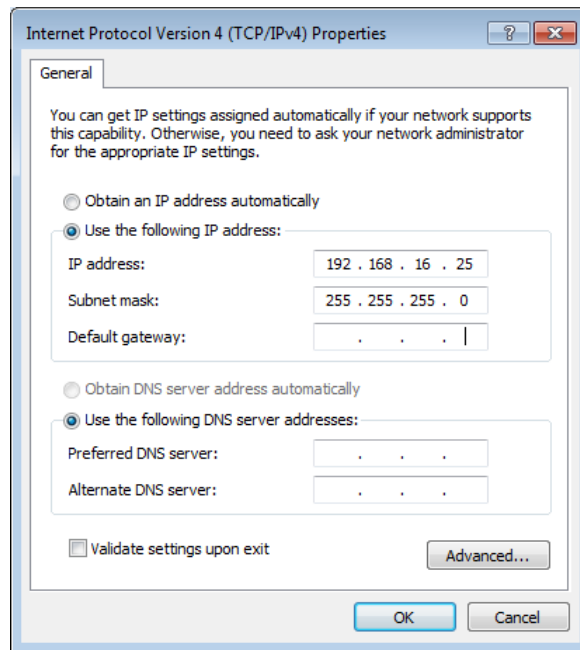 Internet Protocol Version 4 (TCP/IPv4) Properties
General
You can get IP settings assigned automatically if your network supports
this capability. Otherwise, you need to ask your network administrator
for the appropriate IP settings.
Obtain an IP address automatically
Use the following IP address:
IP address: 192 . 168 . 16 . 25
Subnet mask: 255 . 255 . 255 . 0
Default gateway: . . .
Obtain DNS server address automatically
Use the following DNS server addresses:
Preferred DNS server: . . .
Alternate DNS server: . . .
Validate settings upon exit
Advanced...
OK Cancel